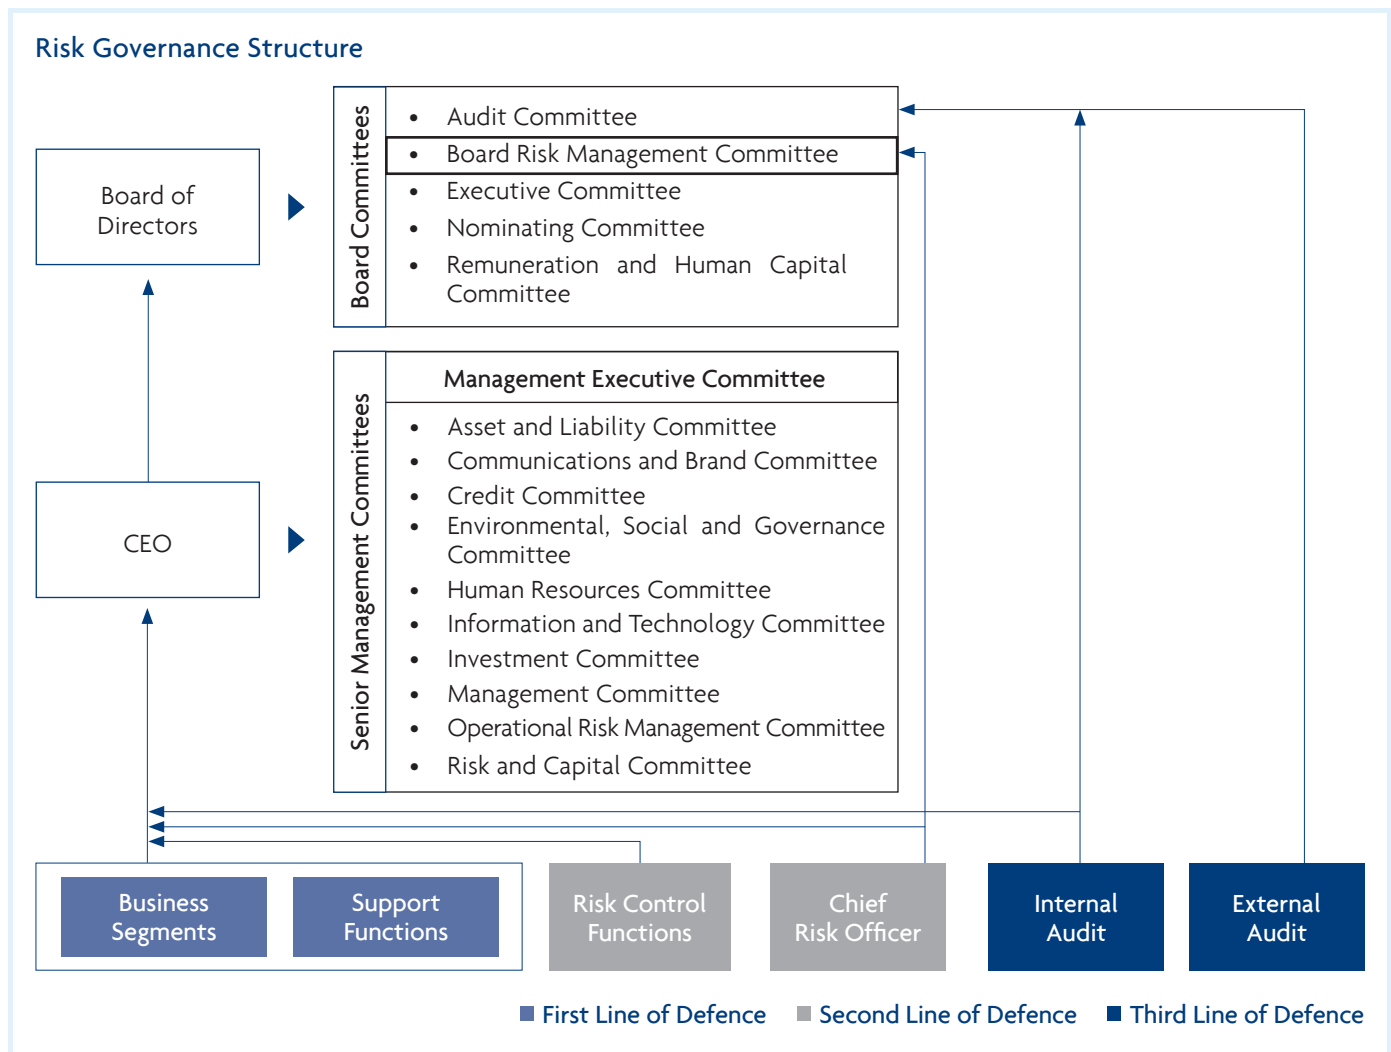 Risk Governance Structure
Board of
Directors
Board Committees
• Audit Committee
• Board Risk Management Committee
• Executive Committee
• Nominating Committee
• Remuneration and Human Capital
Committee
CEO
Senior Management Committees
Management Executive Committee
• Asset and Liability Committee
• Communications and Brand Committee
• Credit Committee
• Environmental, Social and Governance
Committee
• Human Resources Committee
• Information and Technology Committee
• Investment Committee
• Management Committee
• Operational Risk Management Committee
• Risk and Capital Committee
Business
Segments
Support
Functions
Risk Control
Functions
Chief
Risk Officer
Internal
Audit
External
Audit
First Line of Defence
Second Line of Defence
Third Line of Defence